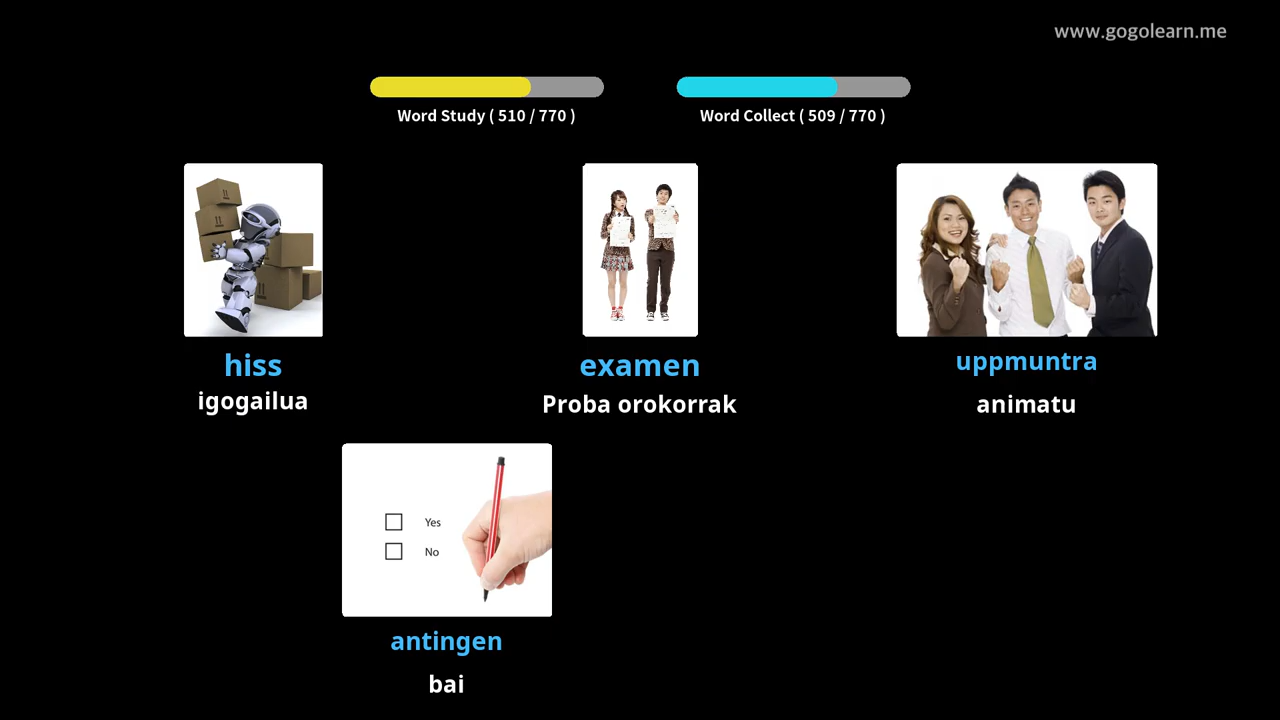 www.gogolearn.me
Word Study ( 510 / 770 )
Word Collect ( 509 / 770 )
hiss
igogailua
examen
Proba orokorrak
uppmuntra
animatu
Yes
No
antingen
bai